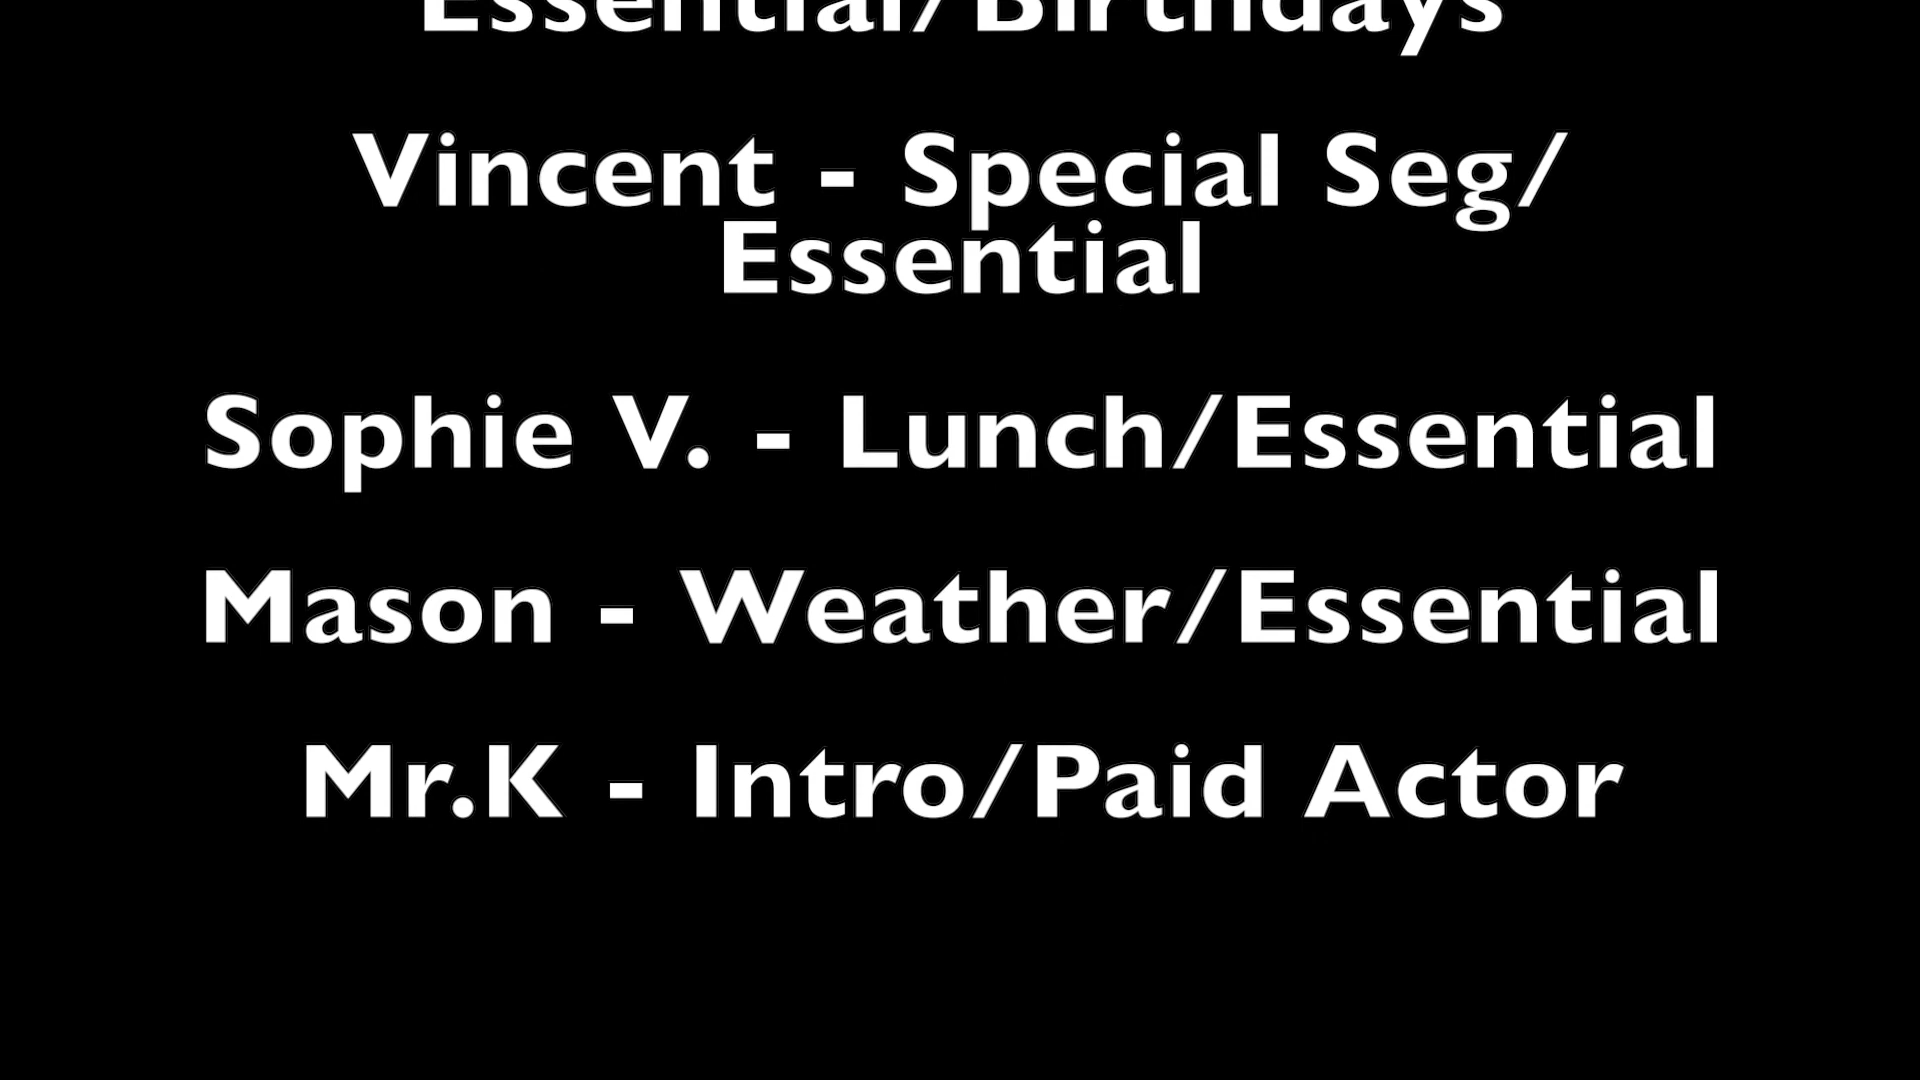 Essential/Birthdays
Vincent - Special Seg/
Essential
Sophie V. - Lunch/Essential
Mason - Weather/Essential
Mr.K - Intro/Paid Actor